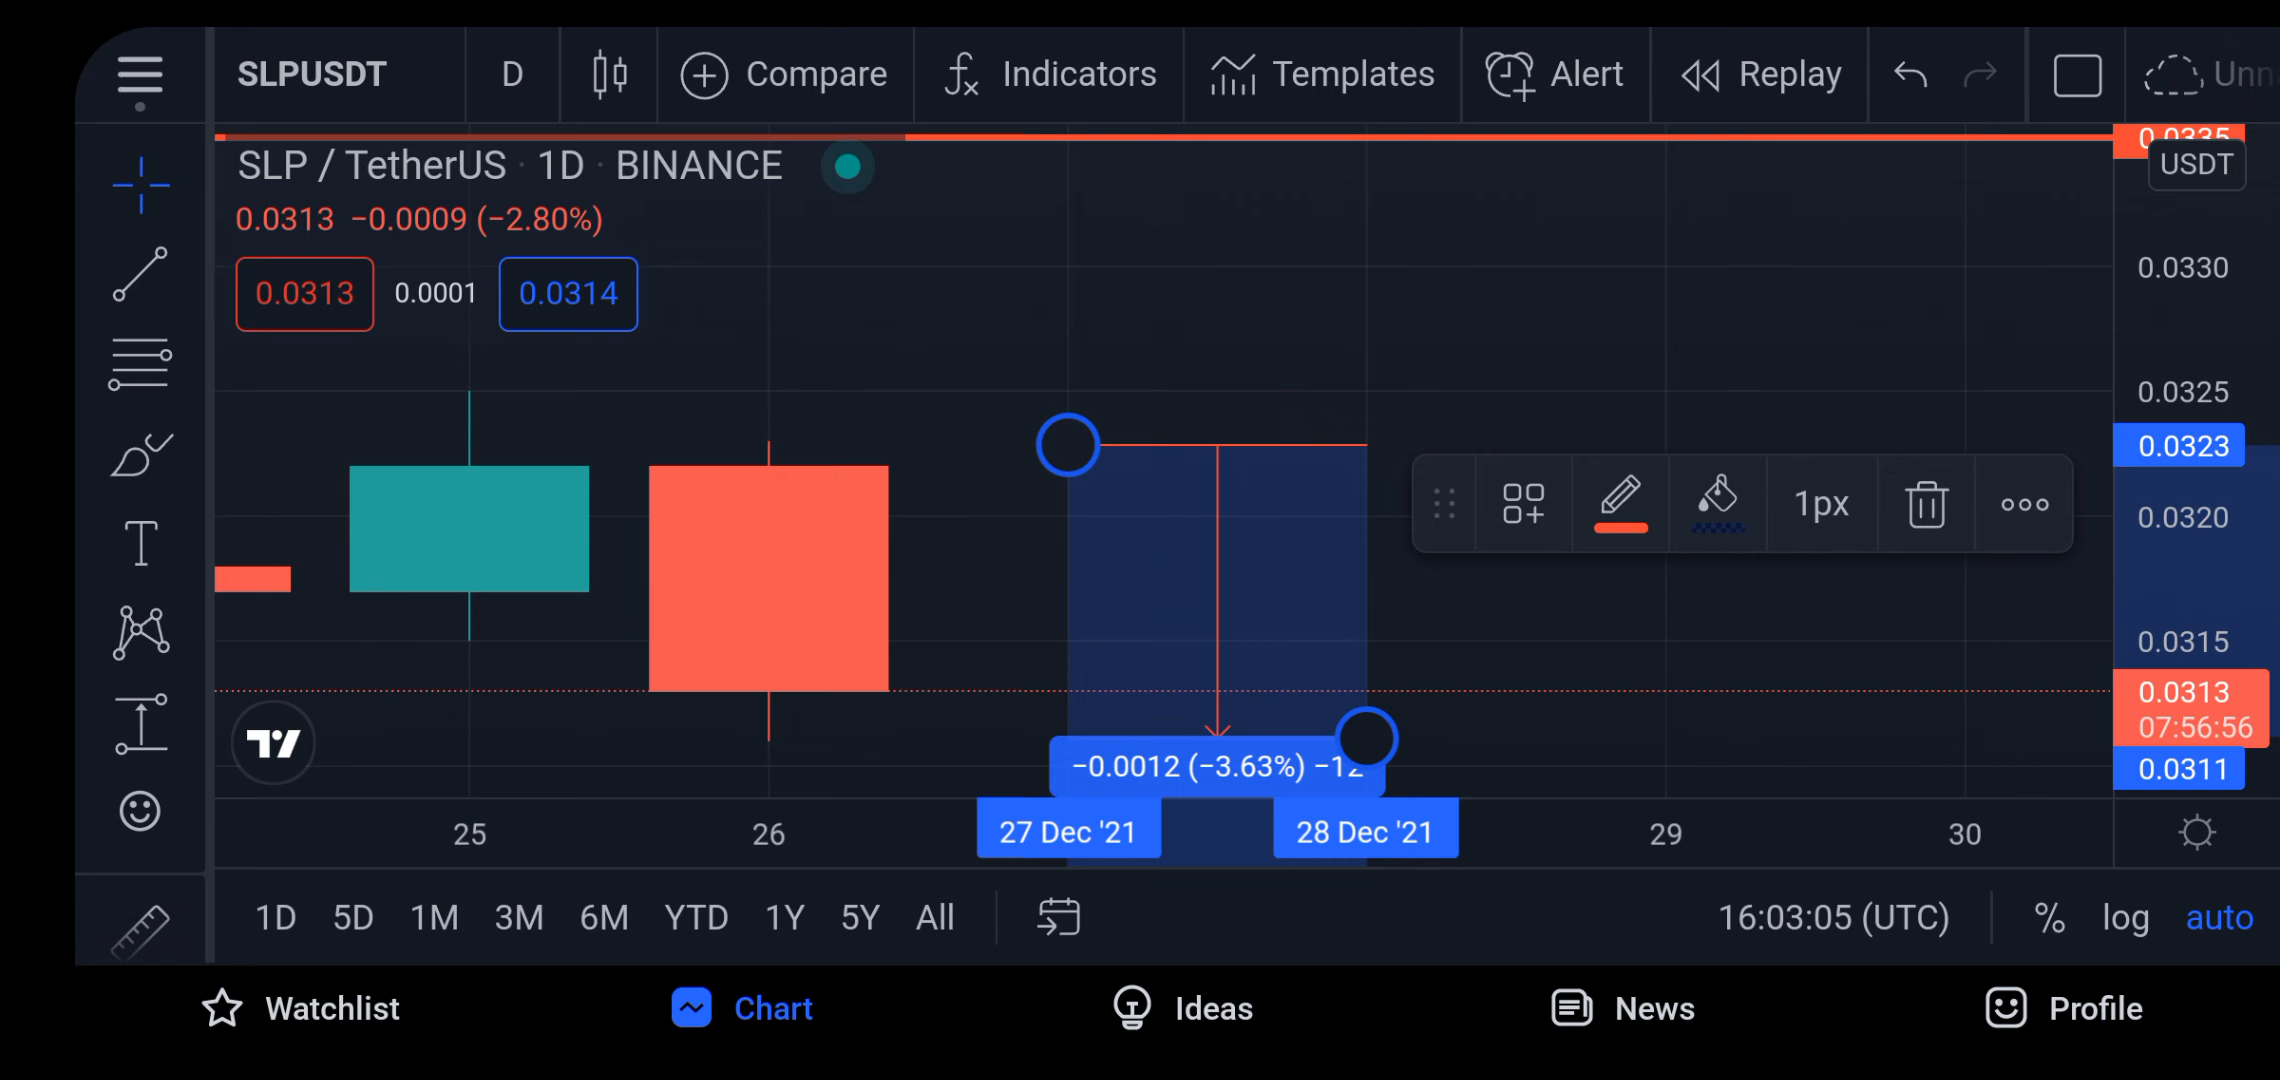 SLPUSDT D Compare Indicators Templates Alert Replay
SLP / TetherUS · 1D · BINANCE
0.0313 −0.0009 (−2.80%)
0.0313 0.0001 0.0314
0.0335
USDT
0.0330
0.0325
0.0323
0.0320
0.0315
0.0313
07:56:56
0.0311
1px
−0.0012 (−3.63%)
25 26 27 Dec '21 28 Dec '21 29 30
1D 5D 1M 3M 6M YTD 1Y 5Y All 16:03:05 (UTC) % log auto
Watchlist Chart Ideas News Profile